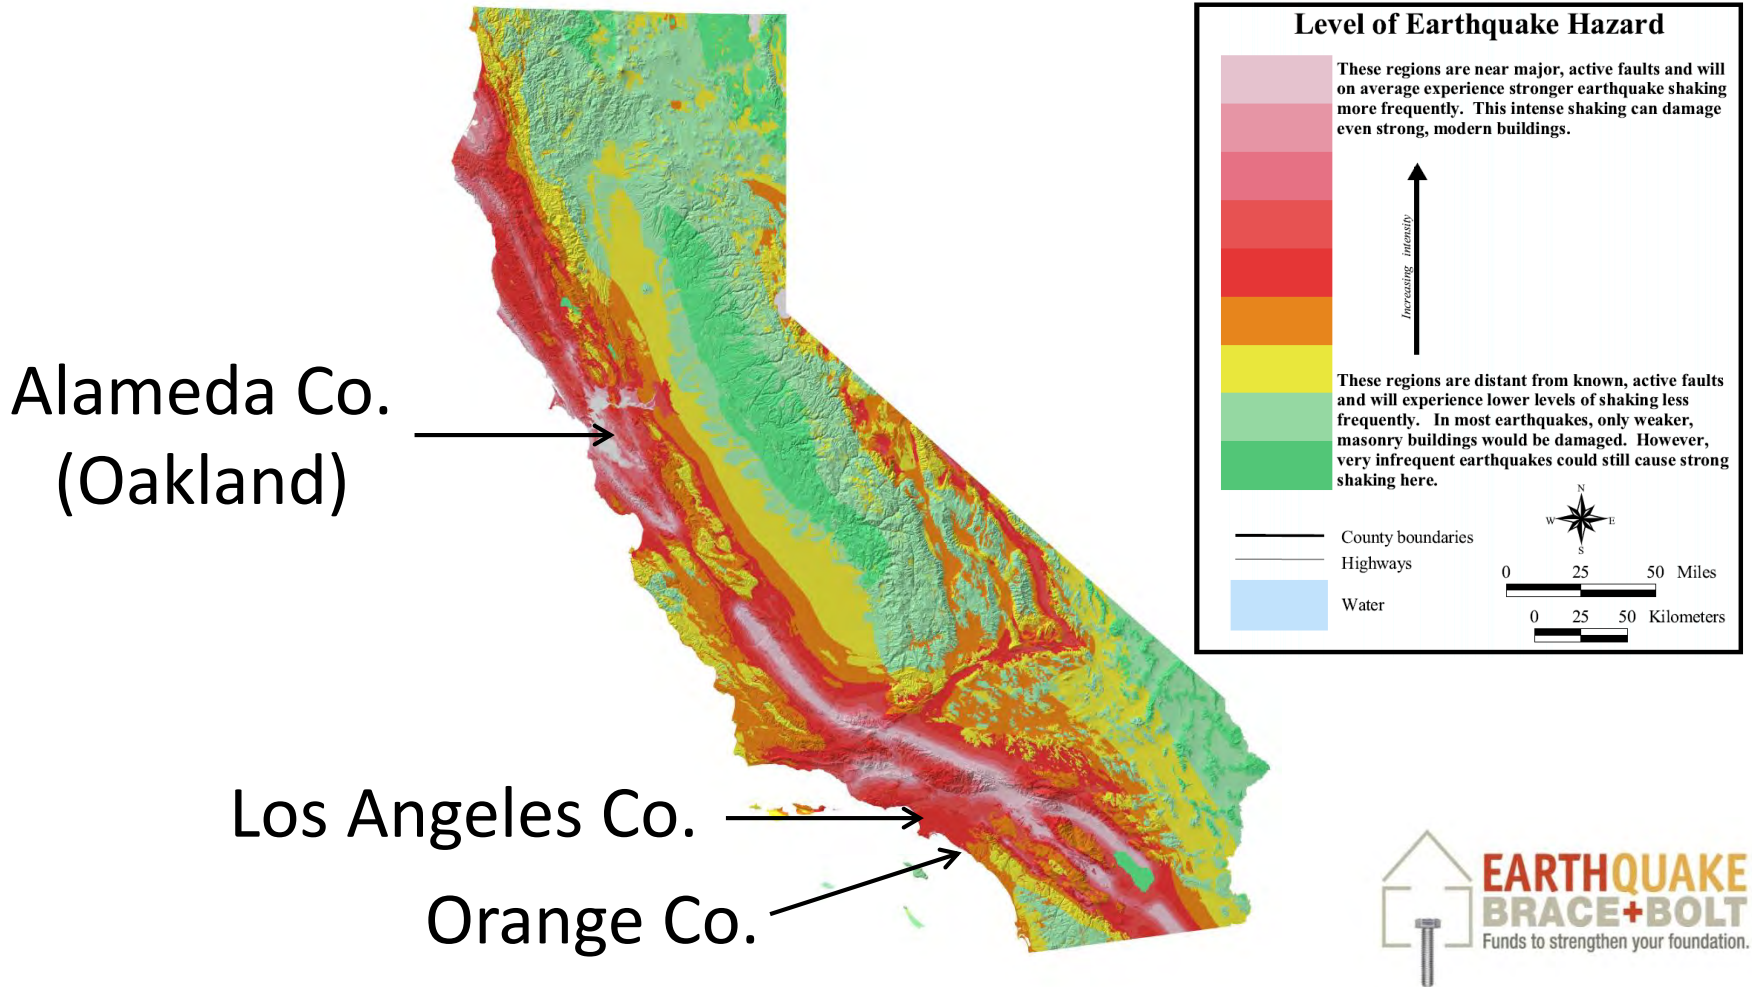 Level of Earthquake Hazard
These regions are near major, active faults and will
on average experience stronger earthquake shaking
more frequently.  This intense shaking can damage
even strong, modern buildings.
Increasing intensity
These regions are distant from known, active faults
and will experience lower levels of shaking less
frequently.   In most earthquakes, only weaker,
masonry buildings would be damaged.  However,
very infrequent earthquakes could still cause strong
shaking here.
N
W E
S
County boundaries
Highways
Water
0 25 50 Miles
0 25 50 Kilometers
Alameda Co.
(Oakland)
Los Angeles Co.
Orange Co.
EARTHQUAKE
BRACE+BOLT
Funds to strengthen your foundation.